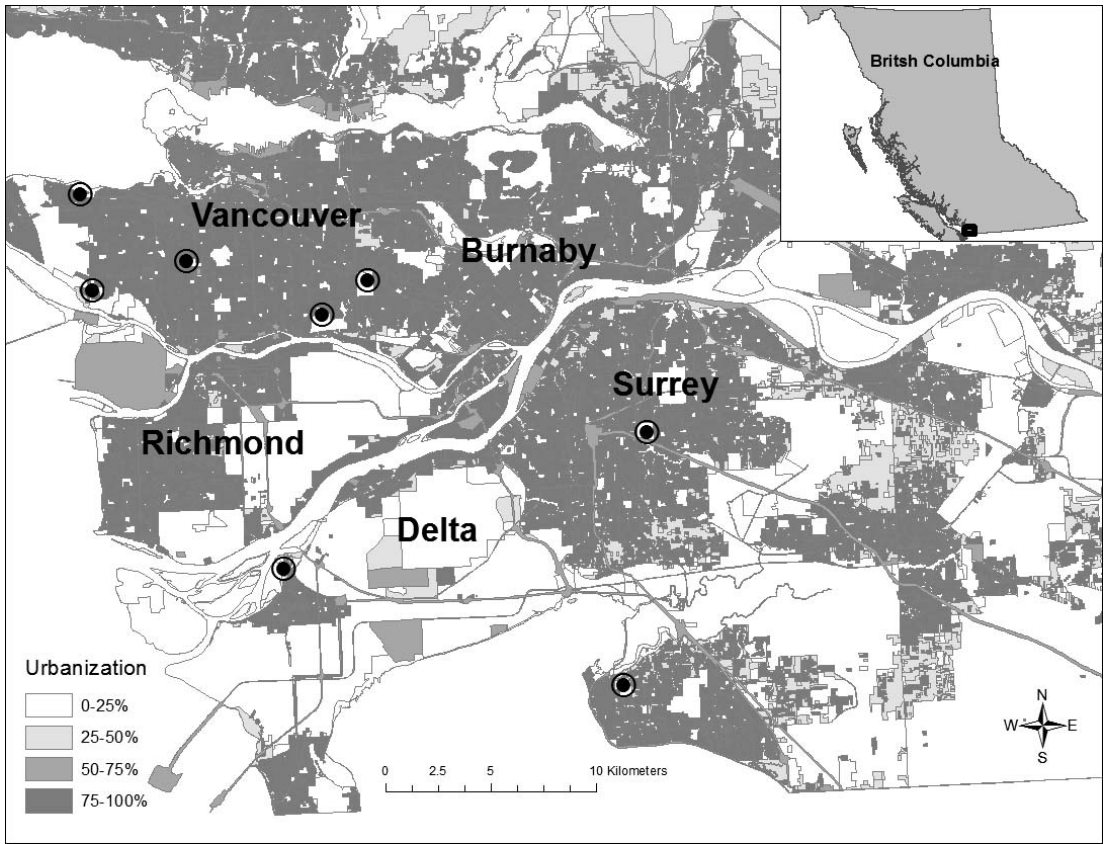 Britsh Columbia
Vancouver
Burnaby
Surrey
Richmond
Delta
Urbanization
0-25%
25-50%
50-75%
75-100%
0 2.5 5 10 Kilometers
N
W E
S